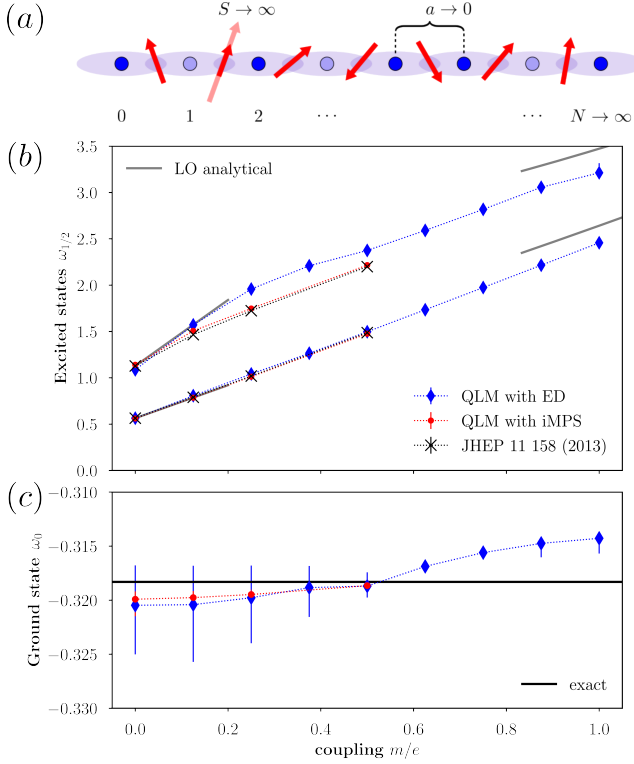 (a)
S → ∞
a → 0
0 1 2 ··· ··· N → ∞
(b)
Excited states ω1/2
3.5
3.0
2.5
2.0
1.5
1.0
0.5
0.0
LO analytical
QLM with ED
QLM with iMPS
JHEP 11 158 (2013)
(c)
Ground state ω0
−0.310
−0.315
−0.320
−0.325
−0.330
exact
0.0 0.2 0.4 0.6 0.8 1.0
coupling m/e